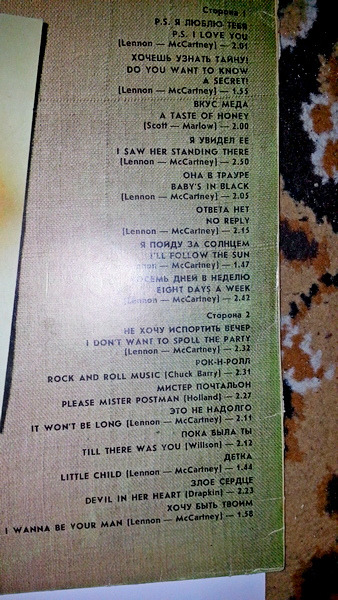 Сторона 1
P.S. Я ЛЮБЛЮ ТЕБЯ
P.S. I LOVE YOU
(Lennon — McCartney) — 2.01
ХОЧЕШЬ УЗНАТЬ ТАЙНУ?
DO YOU WANT TO KNOW
A SECRET?
(Lennon — McCartney) — 1.55
ВКУС МЕДА
A TASTE OF HONEY
(Scott — Marlow) — 2.00
Я УВИДЕЛ ЕЕ
I SAW HER STANDING THERE
(Lennon — McCartney) — 2.50
ОНА В ТРАУРЕ
BABY'S IN BLACK
(Lennon — McCartney) — 2.05
ОТВЕТА НЕТ
NO REPLY
(Lennon — McCartney) — 2.15
Я ПОЙДУ ЗА СОЛНЦЕМ
I'LL FOLLOW THE SUN
(Lennon — McCartney) — 1.47
ВОСЕМЬ ДНЕЙ В НЕДЕЛЮ
EIGHT DAYS A WEEK
(Lennon — McCartney) — 2.42
Сторона 2
НЕ ХОЧУ ИСПОРТИТЬ ВЕЧЕР
I DON'T WANT TO SPOLL THE PARTY
(Lennon — McCartney) — 2.32
РОК-Н-РОЛЛ
ROCK AND ROLL MUSIC (Chuck Barry) — 2.31
МИСТЕР ПОЧТАЛЬОН
PLEASE MISTER POSTMAN (Holland) — 2.27
ЭТО НЕ НАДОЛГО
IT WON'T BE LONG (Lennon — McCartney) — 2.11
ПОКА БЫЛА ТЫ
TILL THERE WAS YOU (Willson) — 2.12
ДЕТКА
LITTLE CHILD (Lennon — McCartney) — 1.44
ЗЛОЕ СЕРДЦЕ
DEVIL IN HER HEART (Drapkin) — 2.23
ХОЧУ БЫТЬ ТВОИМ
I WANNA BE YOUR MAN (Lennon — McCartney) — 1.58